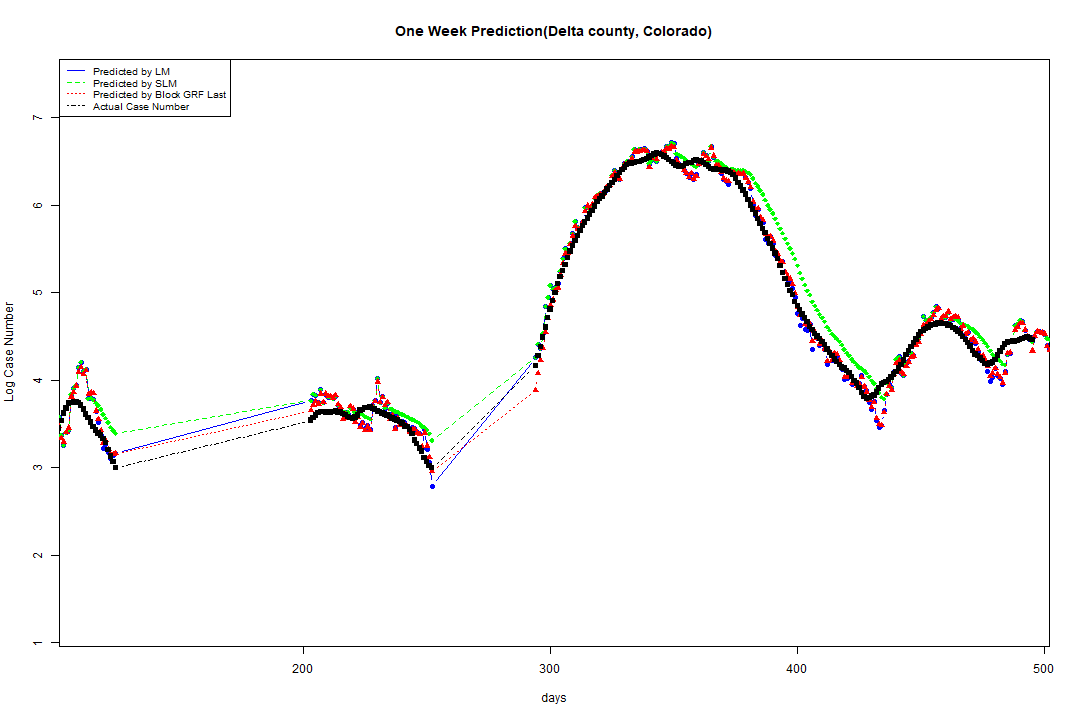 One Week Prediction(Delta county, Colorado)
Predicted by LM
Predicted by SLM
Predicted by Block GRF Last
Actual Case Number
7
6
5
4
3
2
1
Log Case Number
200 300 400 500
days